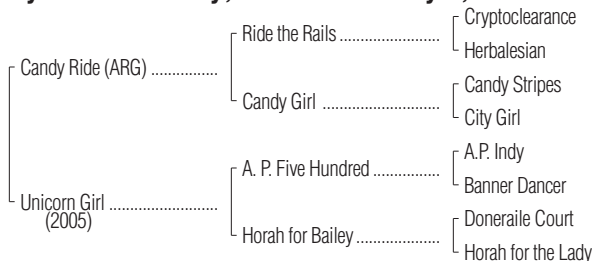 Cryptoclearance
Ride the Rails
Herbalesian
Candy Ride (ARG)
Candy Stripes
Candy Girl
City Girl
A.P. Indy
A. P. Five Hundred
Banner Dancer
Unicorn Girl
(2005)
Doneraile Court
Horah for Bailey
Horah for the Lady